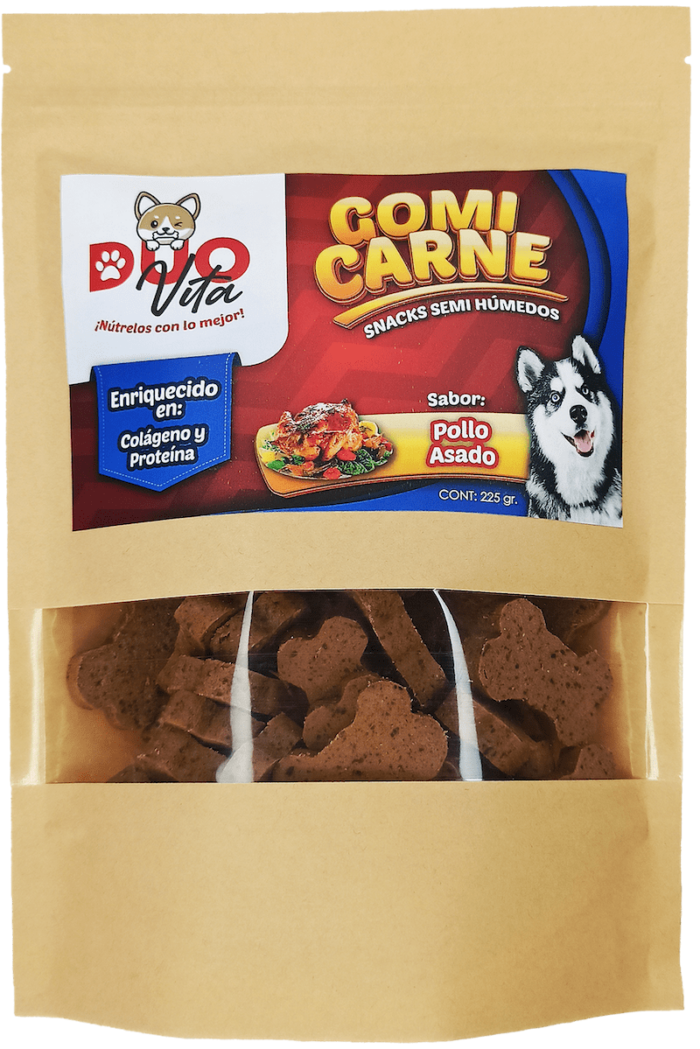 DUO
Vita
¡Nútrelos con lo mejor!
GOMI
CARNE
SNACKS SEMI HÚMEDOS
Enriquecido
en:
Colágeno y
Proteína
Sabor:
Pollo
Asado
CONT: 225 gr.